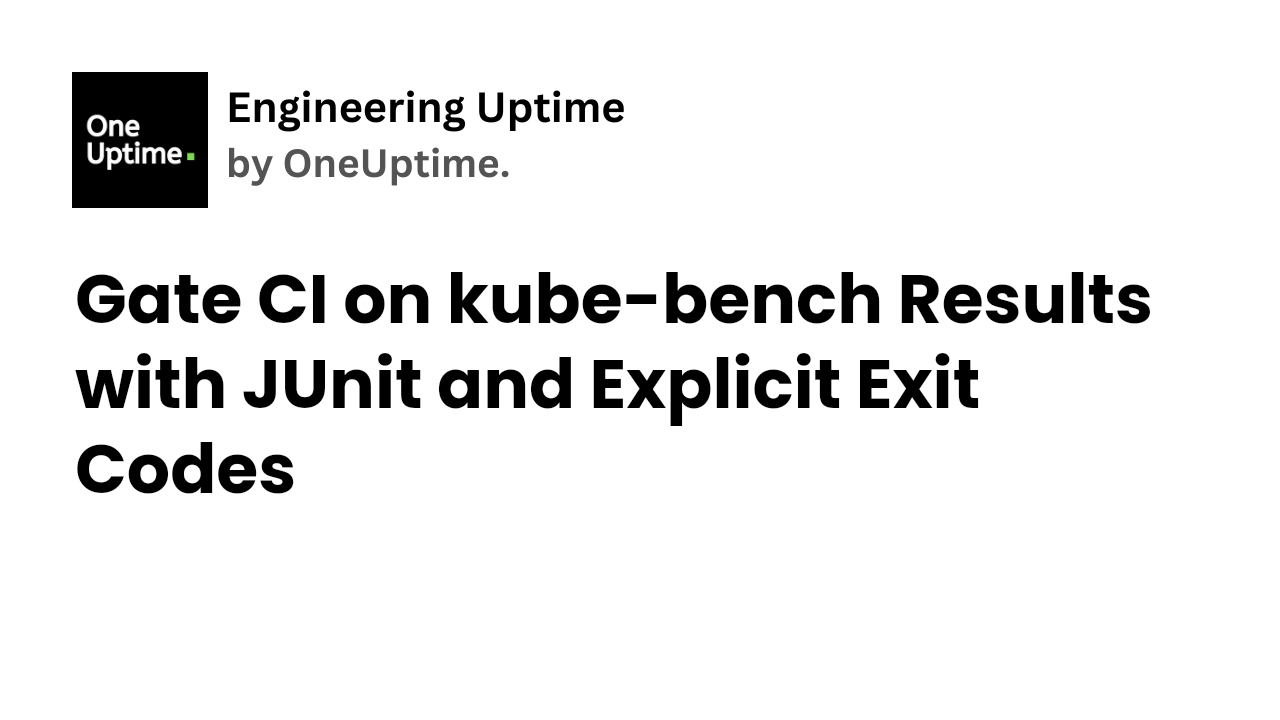 One
Uptime
Engineering Uptime
by OneUptime.
Gate CI on kube-bench Results
with JUnit and Explicit Exit
Codes